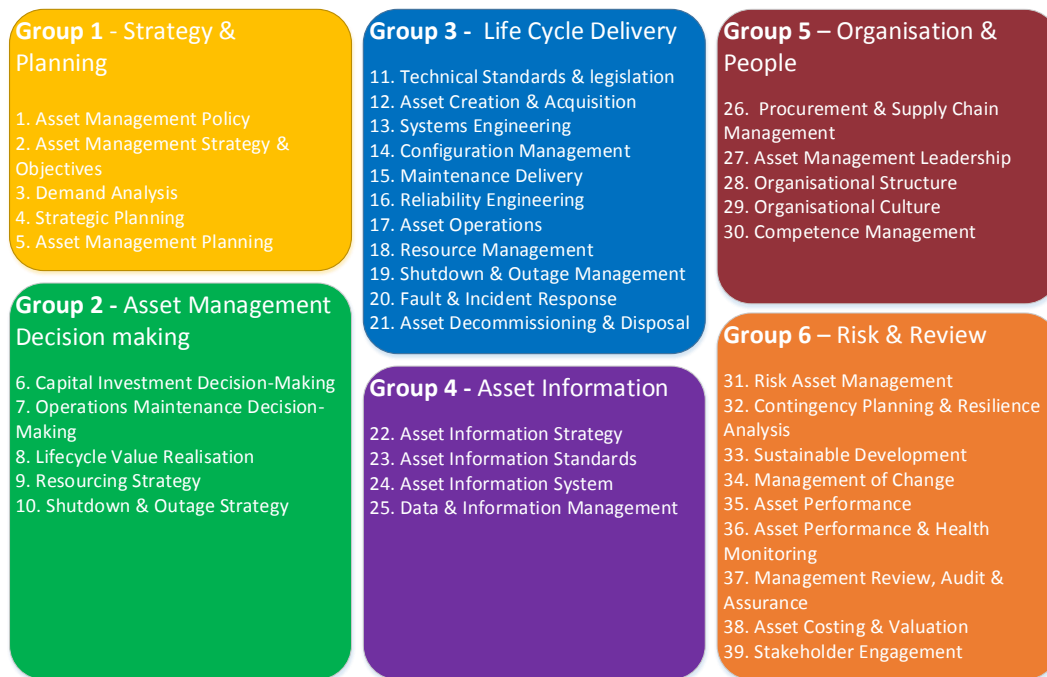 Group 1 - Strategy &
Planning
1. Asset Management Policy
2. Asset Management Strategy &
Objectives
3. Demand Analysis
4. Strategic Planning
5. Asset Management Planning
Group 2 - Asset Management
Decision making
6. Capital Investment Decision-Making
7. Operations Maintenance Decision-
Making
8. Lifecycle Value Realisation
9. Resourcing Strategy
10. Shutdown & Outage Strategy
Group 3 - Life Cycle Delivery
11. Technical Standards & legislation
12. Asset Creation & Acquisition
13. Systems Engineering
14. Configuration Management
15. Maintenance Delivery
16. Reliability Engineering
17. Asset Operations
18. Resource Management
19. Shutdown & Outage Management
20. Fault & Incident Response
21. Asset Decommissioning & Disposal
Group 4 - Asset Information
22. Asset Information Strategy
23. Asset Information Standards
24. Asset Information System
25. Data & Information Management
Group 5 – Organisation &
People
26. Procurement & Supply Chain
Management
27. Asset Management Leadership
28. Organisational Structure
29. Organisational Culture
30. Competence Management
Group 6 – Risk & Review
31. Risk Asset Management
32. Contingency Planning & Resilience
Analysis
33. Sustainable Development
34. Management of Change
35. Asset Performance
36. Asset Performance & Health
Monitoring
37. Management Review, Audit &
Assurance
38. Asset Costing & Valuation
39. Stakeholder Engagement